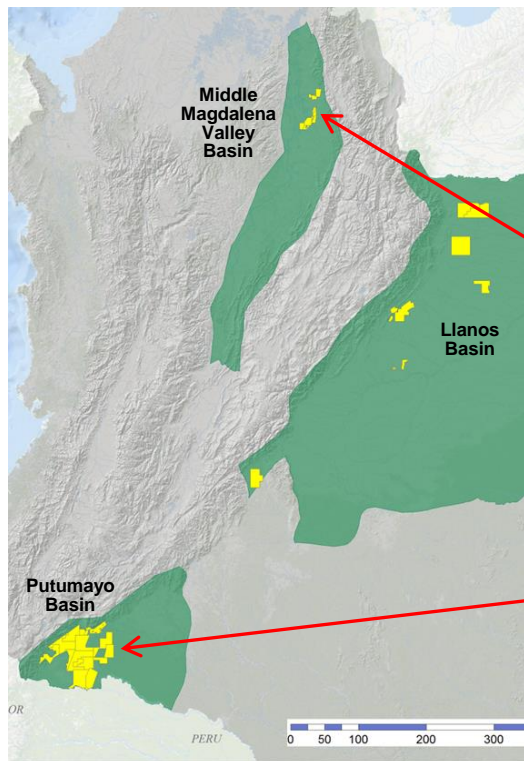 Middle
Magdalena
Valley
Basin
Llanos
Basin
Putumayo
Basin
OR
PERU
0 50 100 200 300